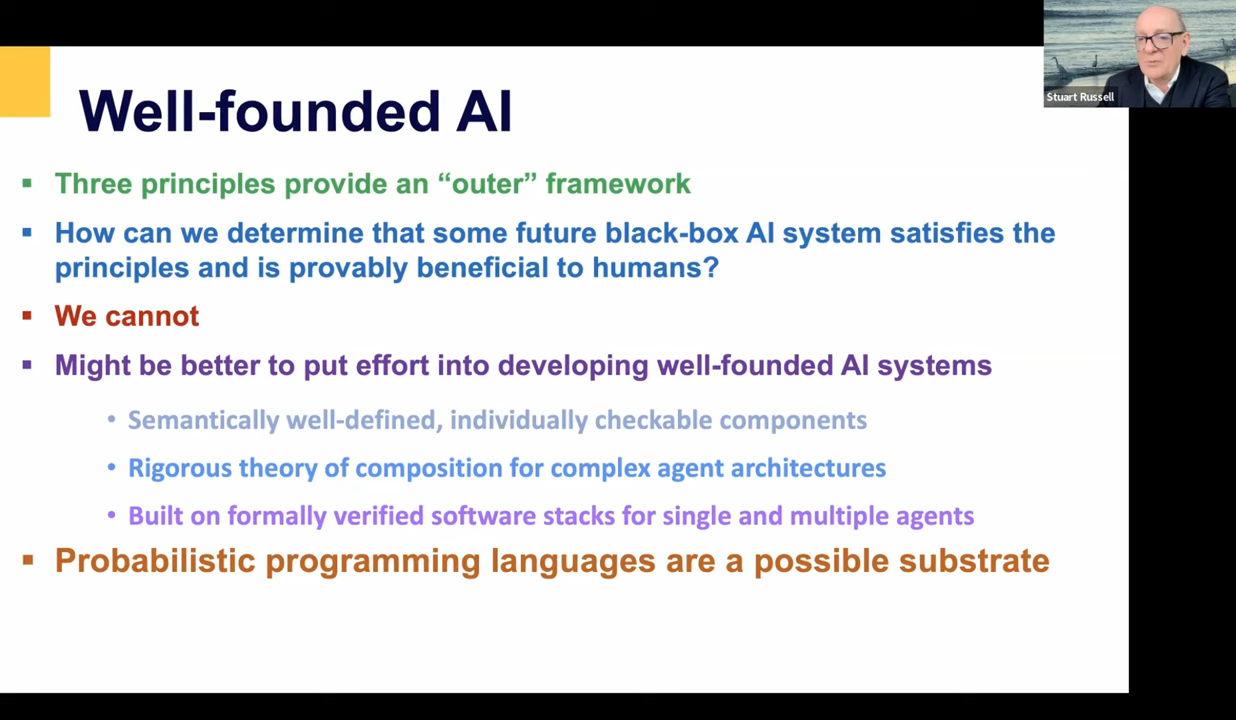 Stuart Russell
Well-founded AI
▪ Three principles provide an “outer” framework
▪ How can we determine that some future black-box AI system satisfies the
principles and is provably beneficial to humans?
▪ We cannot
▪ Might be better to put effort into developing well-founded AI systems
• Semantically well-defined, individually checkable components
• Rigorous theory of composition for complex agent architectures
• Built on formally verified software stacks for single and multiple agents
▪ Probabilistic programming languages are a possible substrate